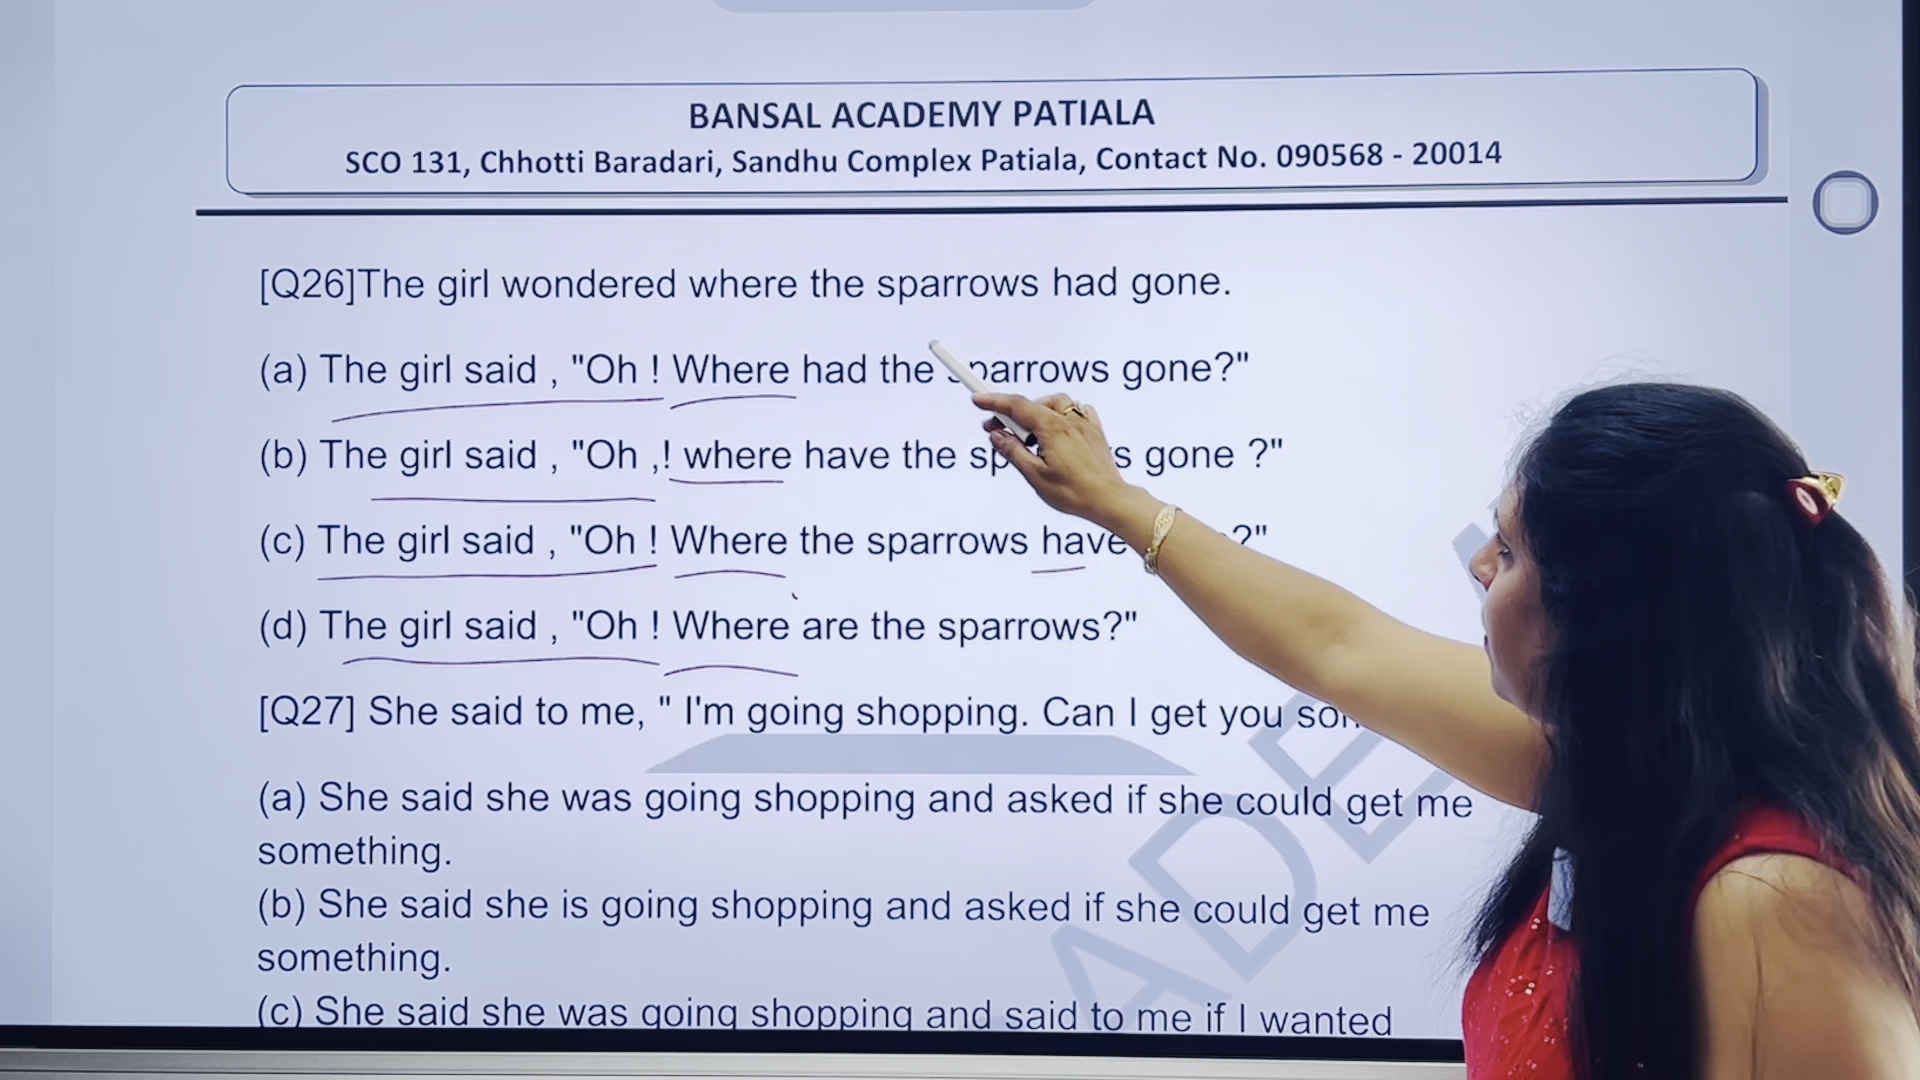 BANSAL ACADEMY PATIALA
SCO 131, Chhotti Baradari, Sandhu Complex Patiala, Contact No. 090568 - 20014
[Q26]The girl wondered where the sparrows had gone.
(a) The girl said , "Oh ! Where had the sparrows gone?"
(b) The girl said , "Oh ,! where have the gone ?"
(c) The girl said , "Oh ! Where the sparrows have ?"
(d) The girl said , "Oh ! Where are the sparrows?"
[Q27] She said to me, " I'm going shopping. Can I get you
(a) She said she was going shopping and asked if she could get me
something.
(b) She said she is going shopping and asked if she could get me
something.
(c) She said she was going shopping and said to me if I wanted